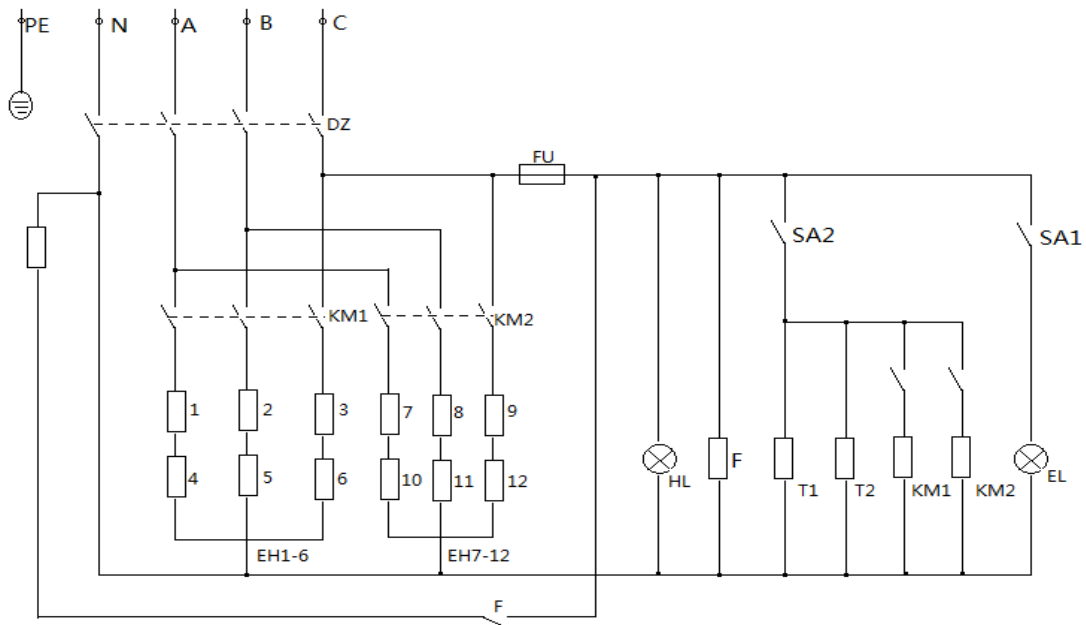 PE N A B C
DZ
FU
SA2 SA1
KM1 KM2
1 2 3 7 8 9
4 5 6 10 11 12
HL F T1 T2 KM1 KM2 EL
EH1-6 EH7-12
F